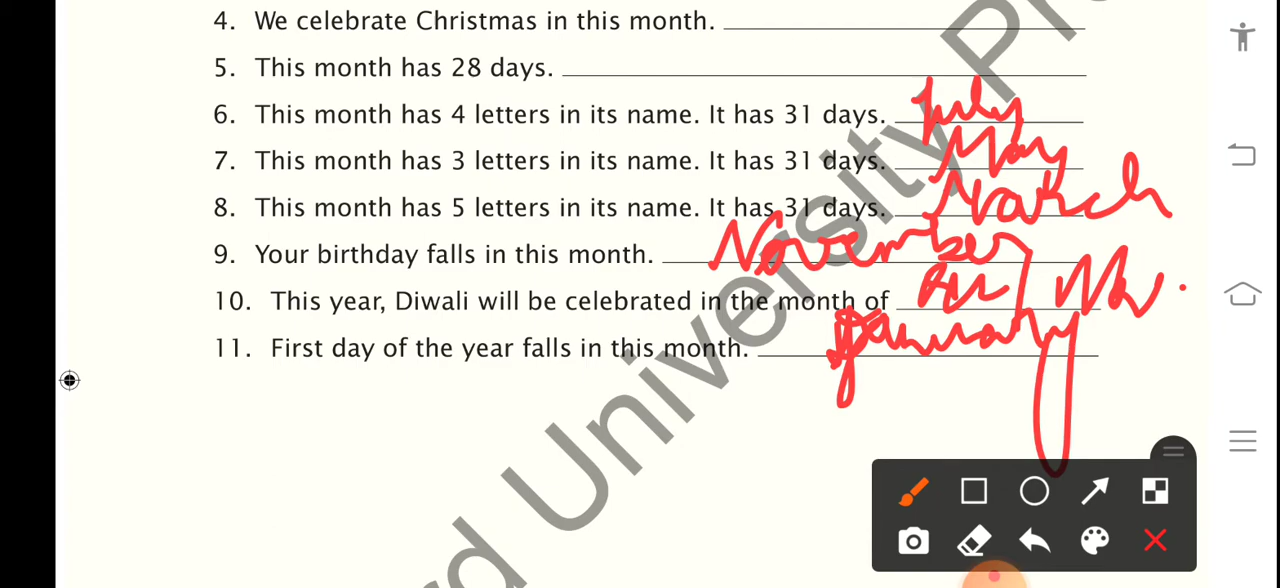 4. We celebrate Christmas in this month.
5. This month has 28 days.
6. This month has 4 letters in its name. It has 31 days. July
7. This month has 3 letters in its name. It has 31 days. May
8. This month has 5 letters in its name. It has 31 days. March
9. Your birthday falls in this month. November
10. This year, Diwali will be celebrated in the month of / Nov.
11. First day of the year falls in this month. January
University